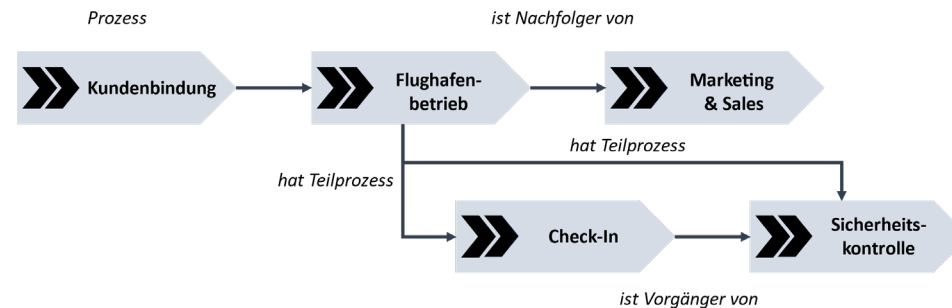 Prozess
ist Nachfolger von
Kundenbindung
Flughafen-
betrieb
Marketing
& Sales
hat Teilprozess
hat Teilprozess
Check-In
Sicherheits-
kontrolle
ist Vorgänger von